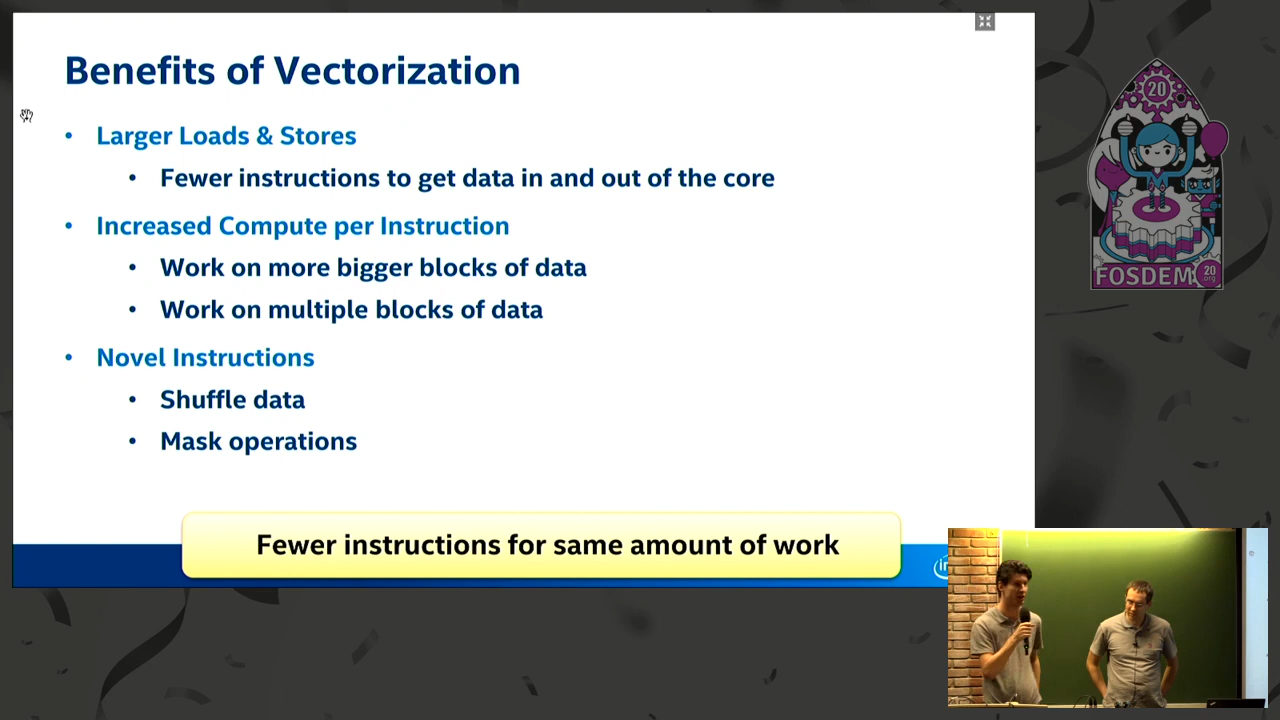 Benefits of Vectorization
• Larger Loads & Stores
• Fewer instructions to get data in and out of the core
• Increased Compute per Instruction
• Work on more bigger blocks of data
• Work on multiple blocks of data
• Novel Instructions
• Shuffle data
• Mask operations
Fewer instructions for same amount of work
20
FOSDEM
20
.org